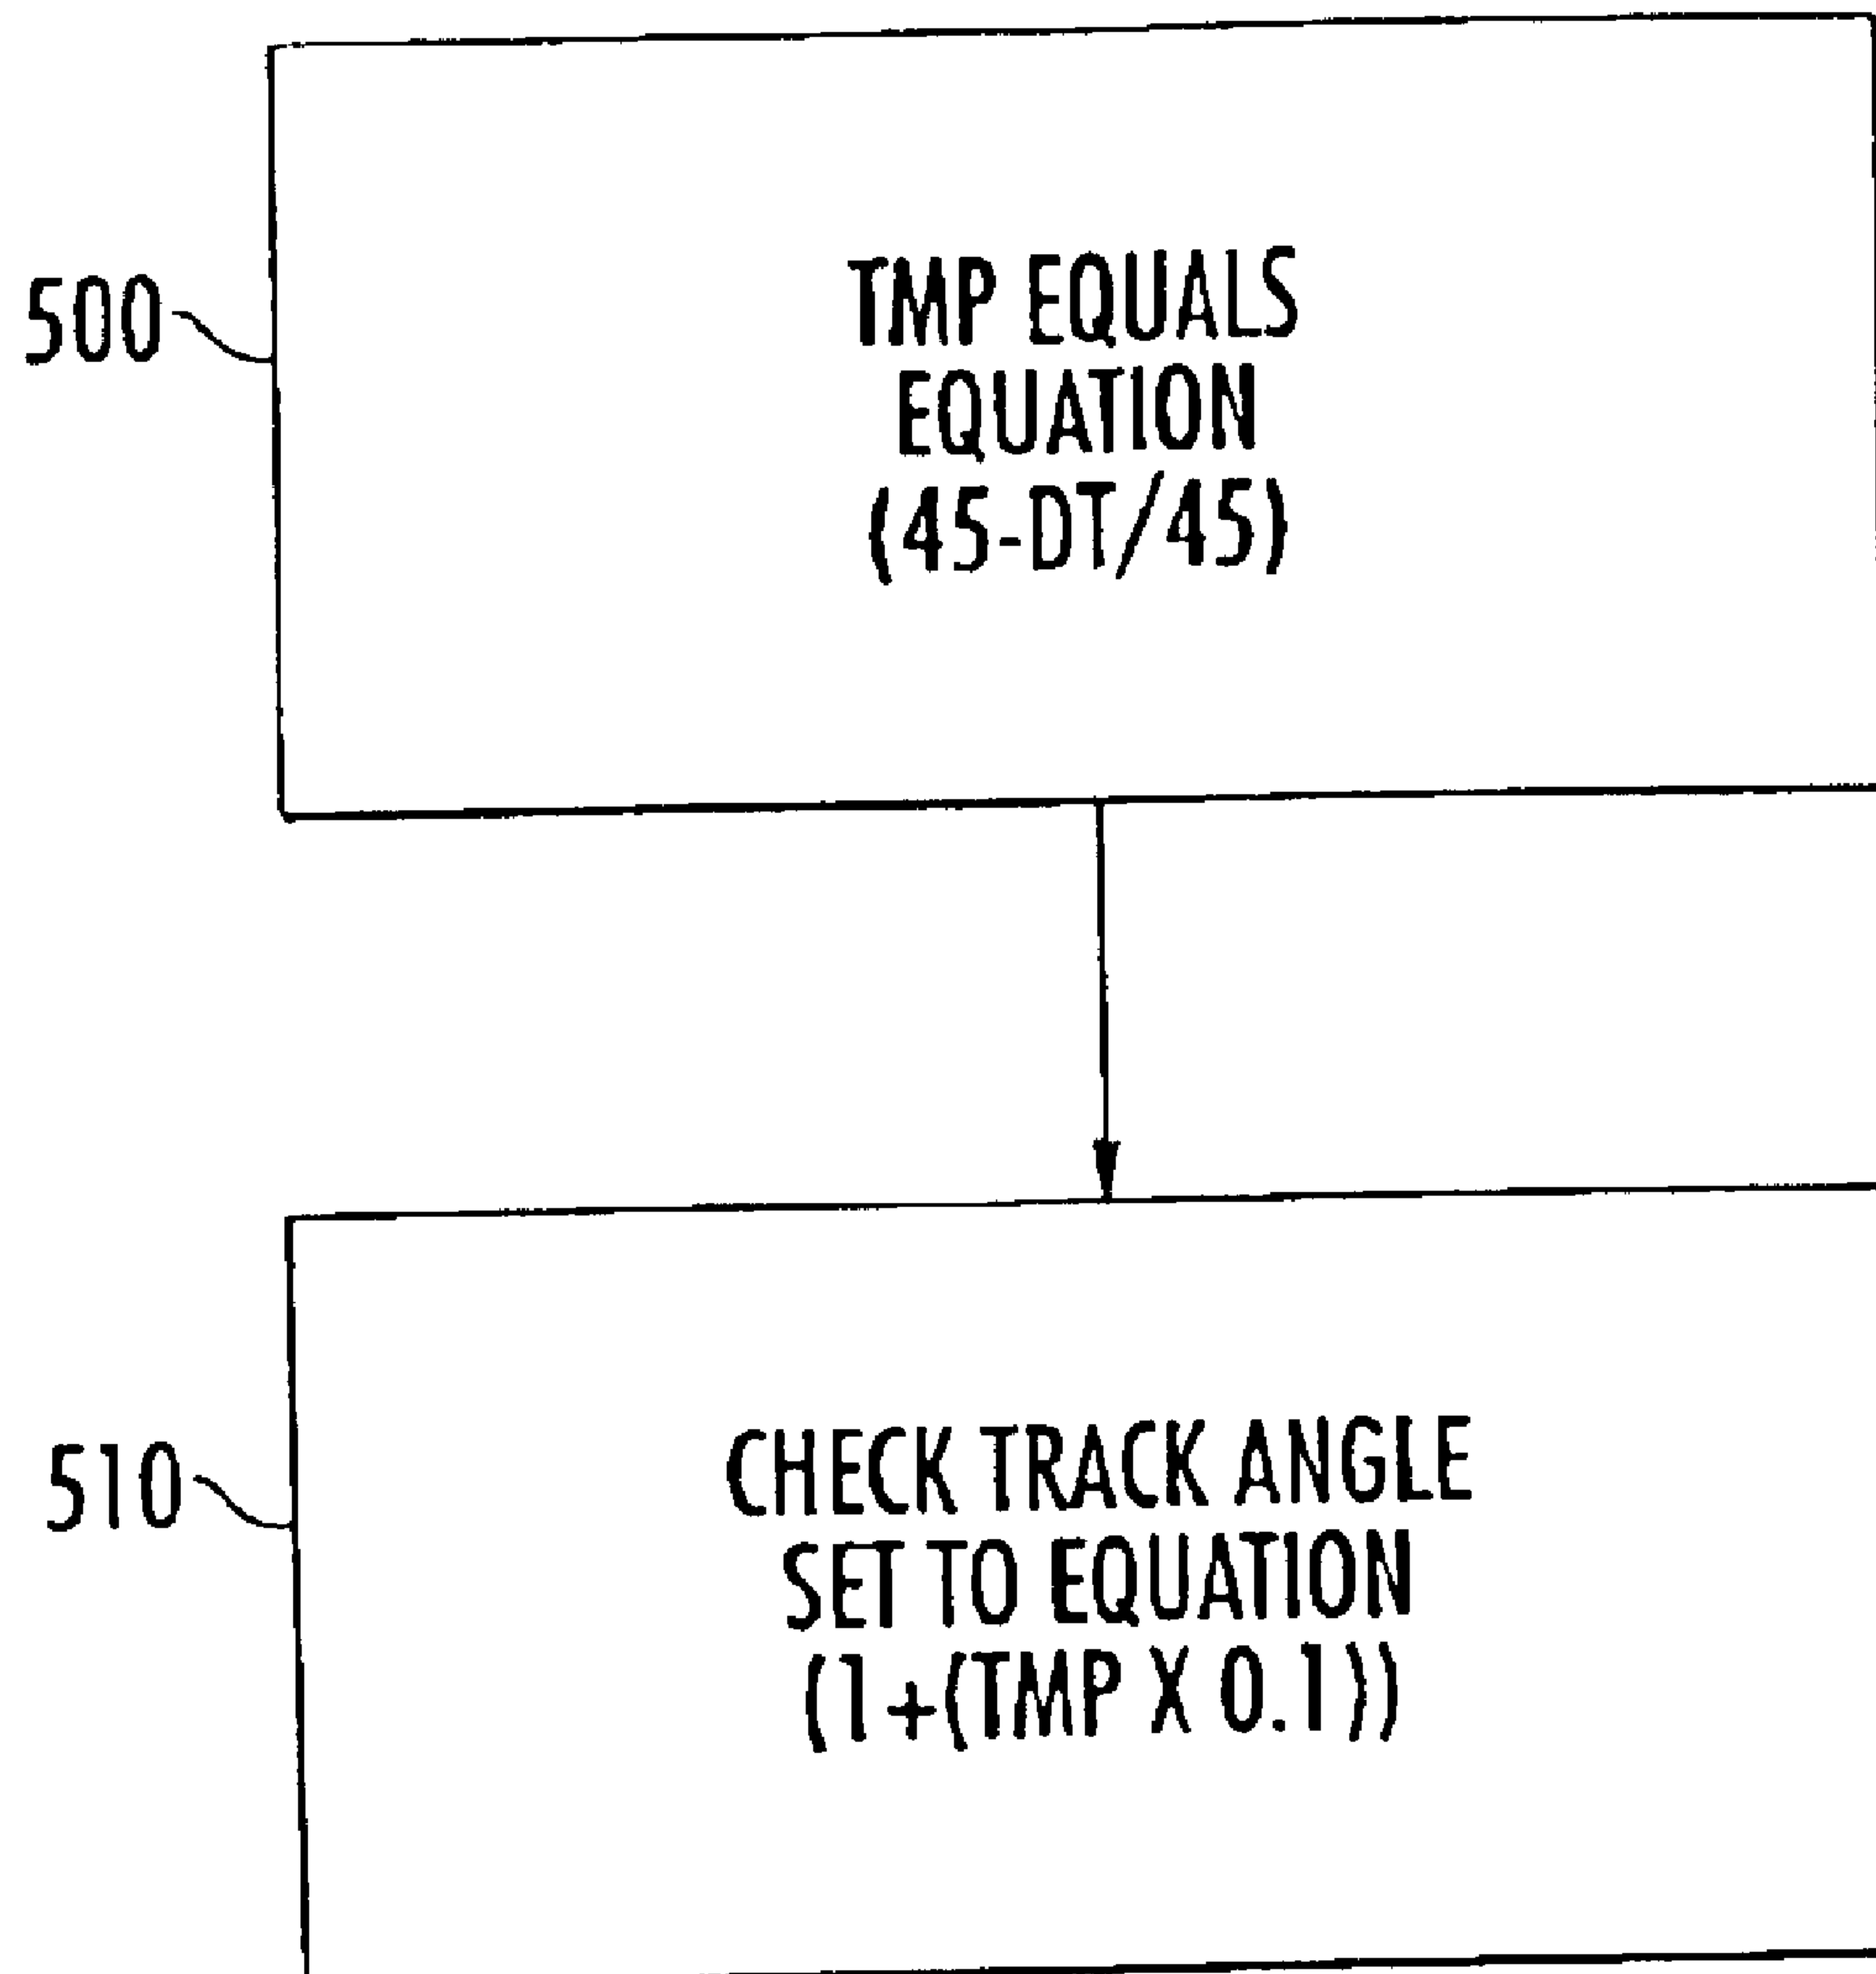 500
TMP EQUALS
EQUATION
(45-DT/45)
510
CHECK TRACK ANGLE
SET TO EQUATION
(1+(TMP X 0.1))